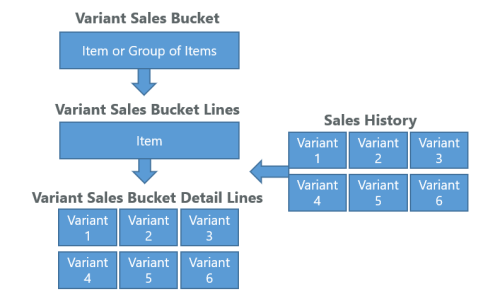 Variant Sales Bucket
Item or Group of Items
Variant Sales Bucket Lines
Item
Sales History
Variant
1
Variant
2
Variant
3
Variant
4
Variant
5
Variant
6
Variant Sales Bucket Detail Lines
Variant
1
Variant
2
Variant
3
Variant
4
Variant
5
Variant
6